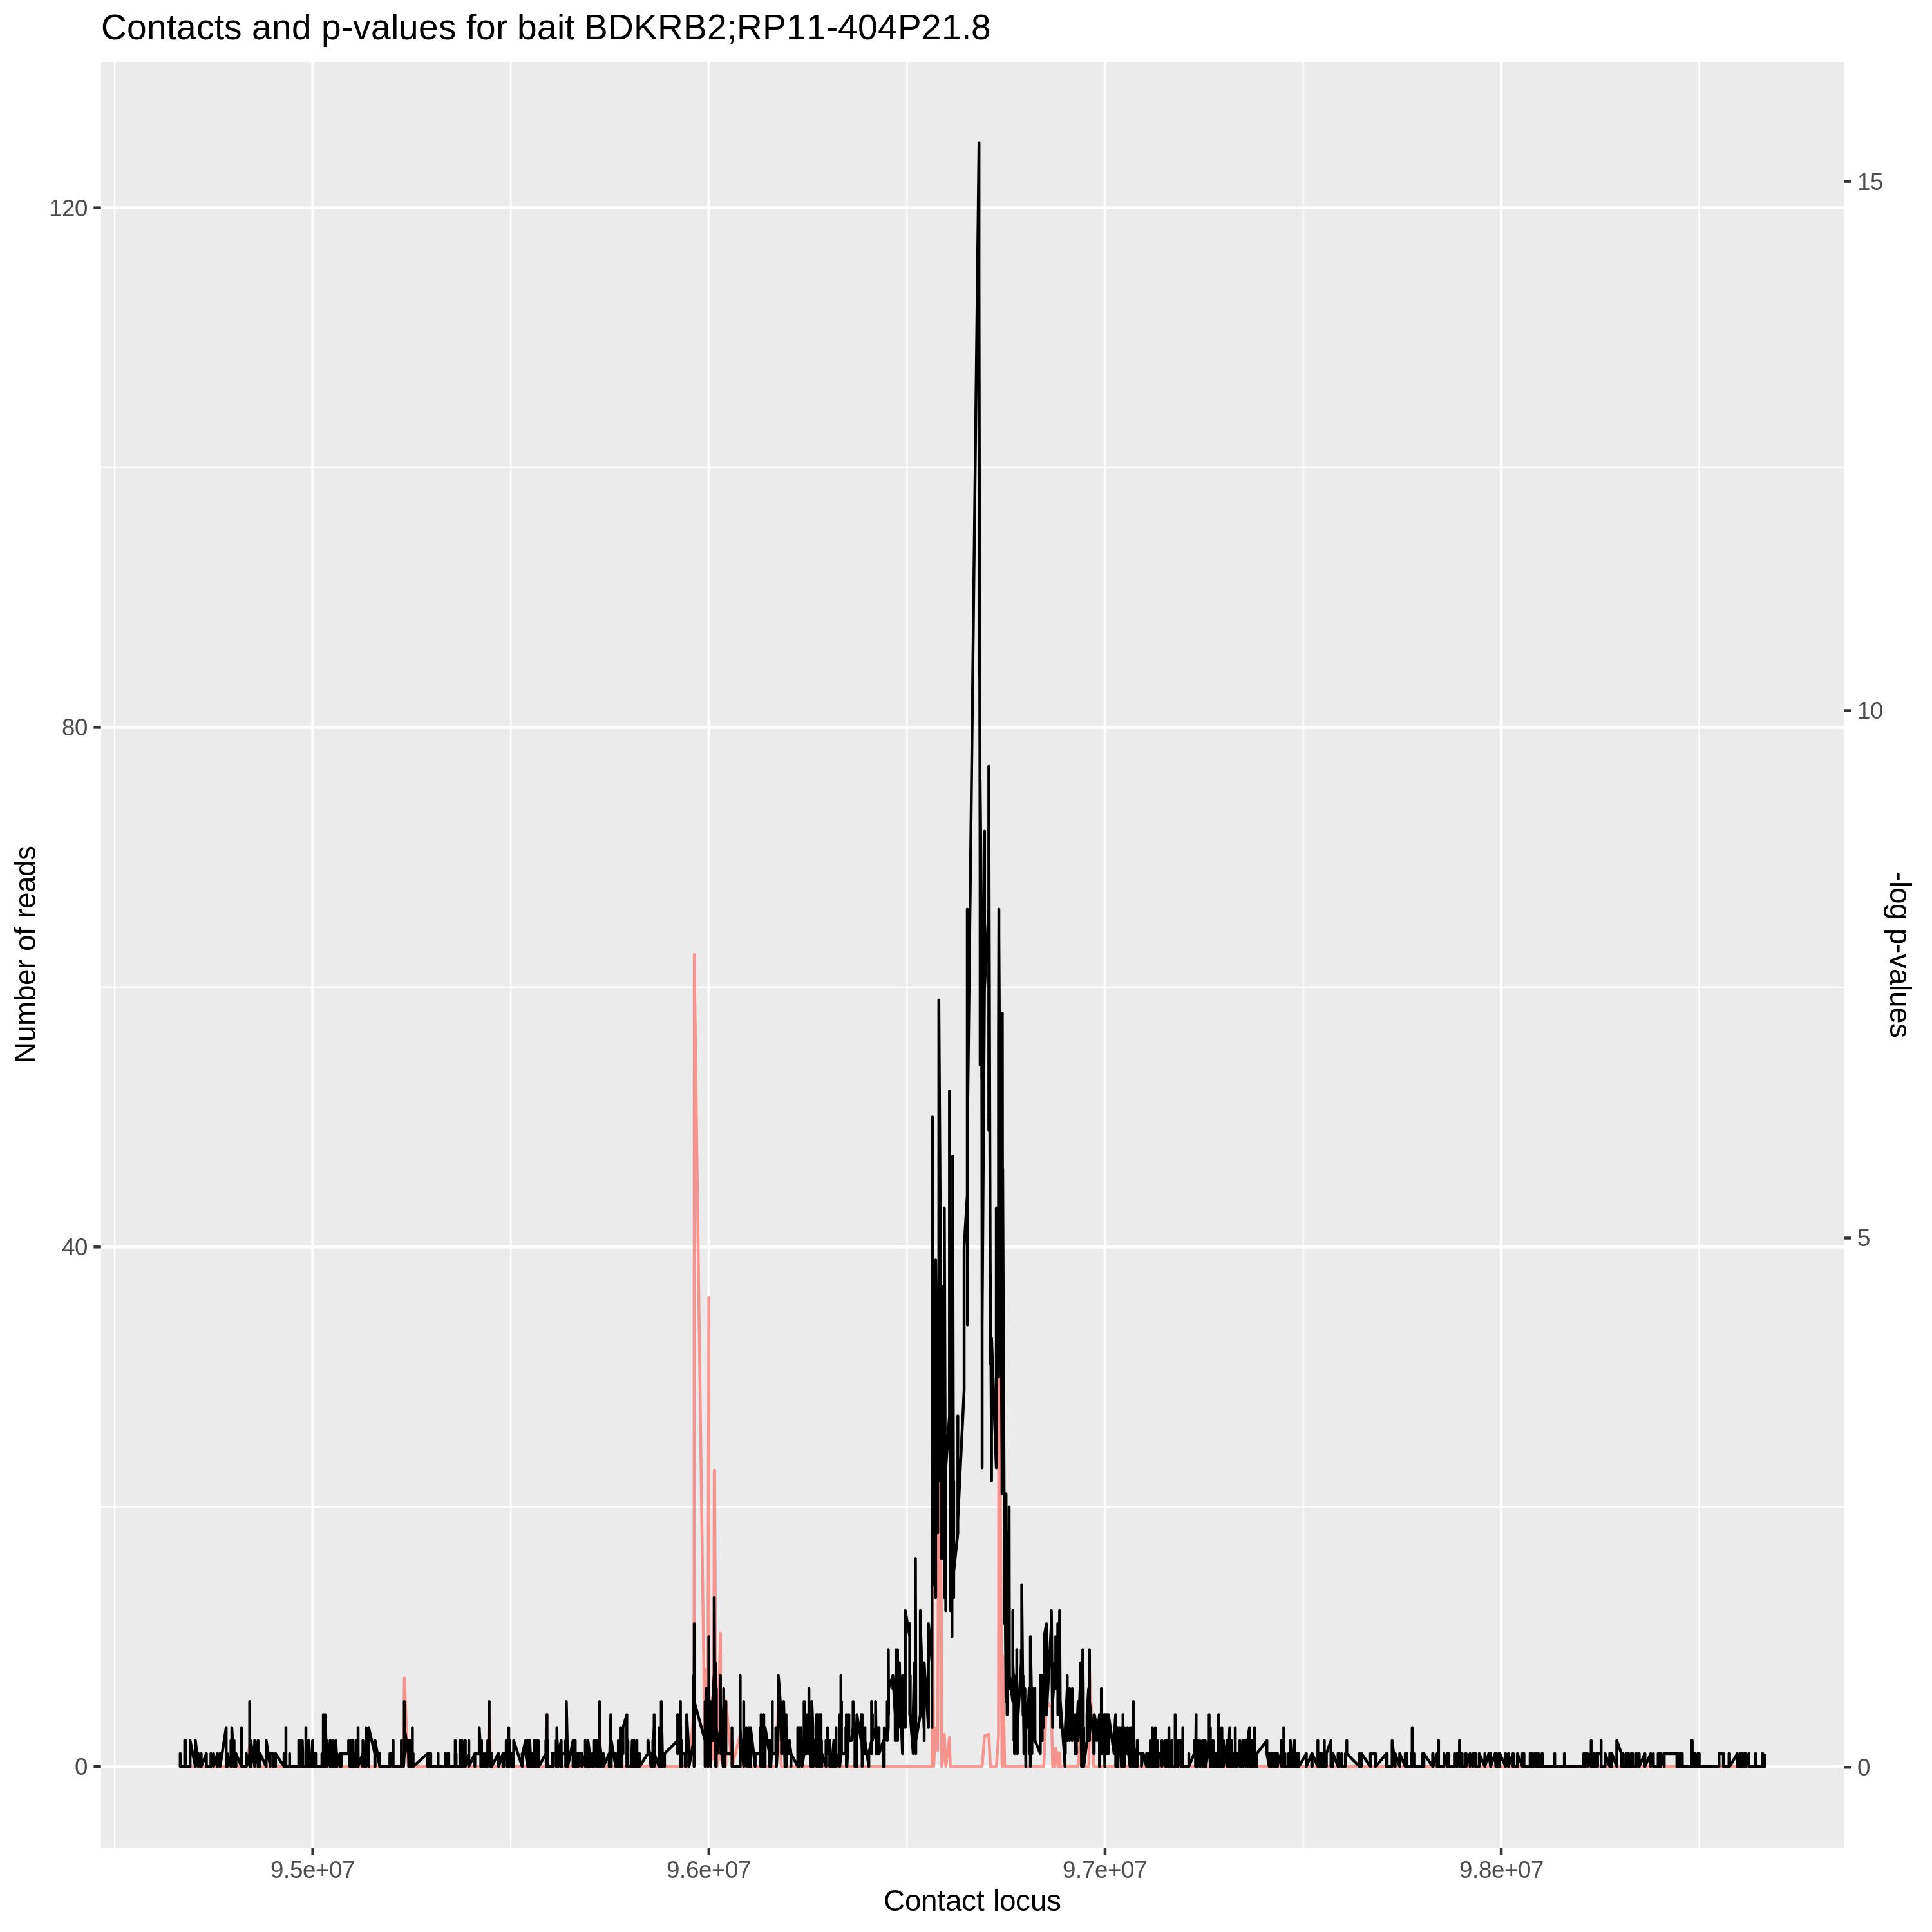 Contacts and p-values for bait BDKRB2;RP11-404P21.8
120
80
40
0
Number of reads
15
10
5
0
-log p-values
9.5e+07
9.6e+07
9.7e+07
9.8e+07
Contact locus